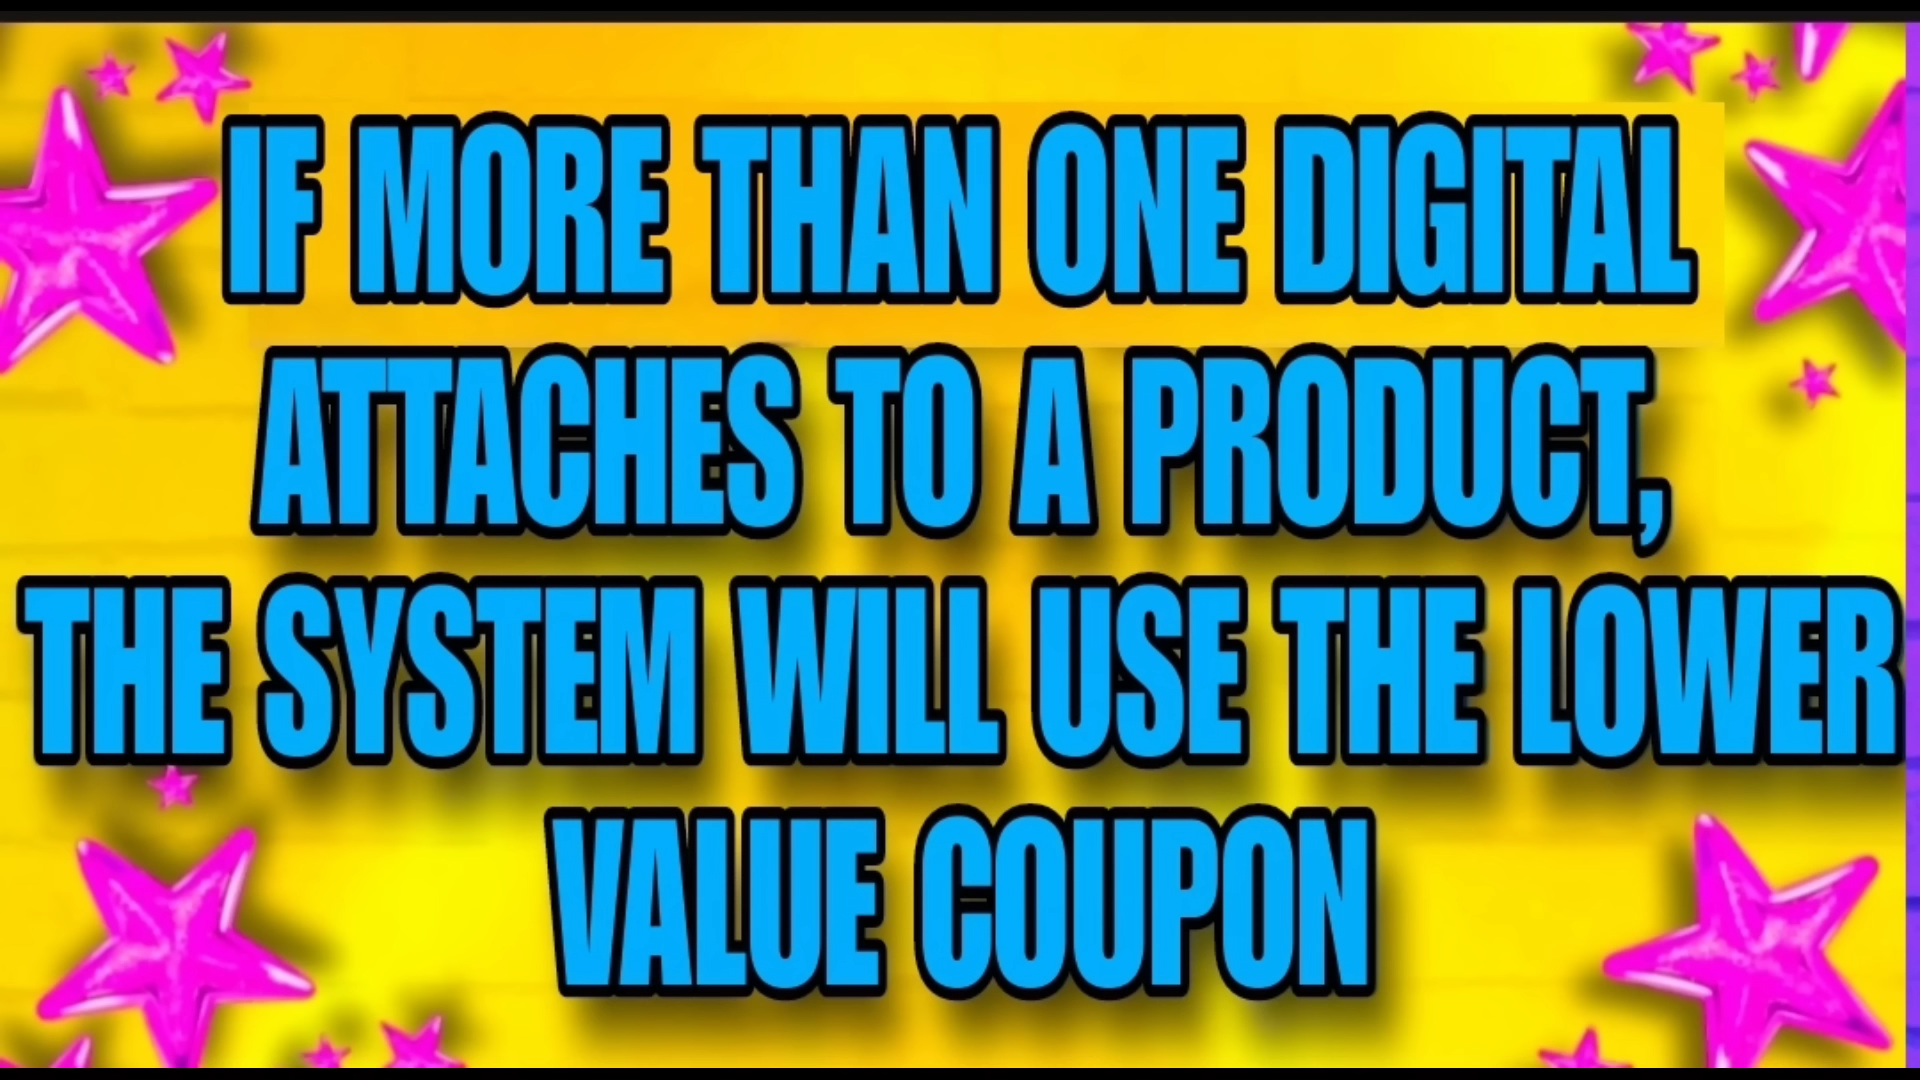 IF MORE THAN ONE DIGITAL
ATTACHES TO A PRODUCT,
THE SYSTEM WILL USE THE LOWER
VALUE COUPON